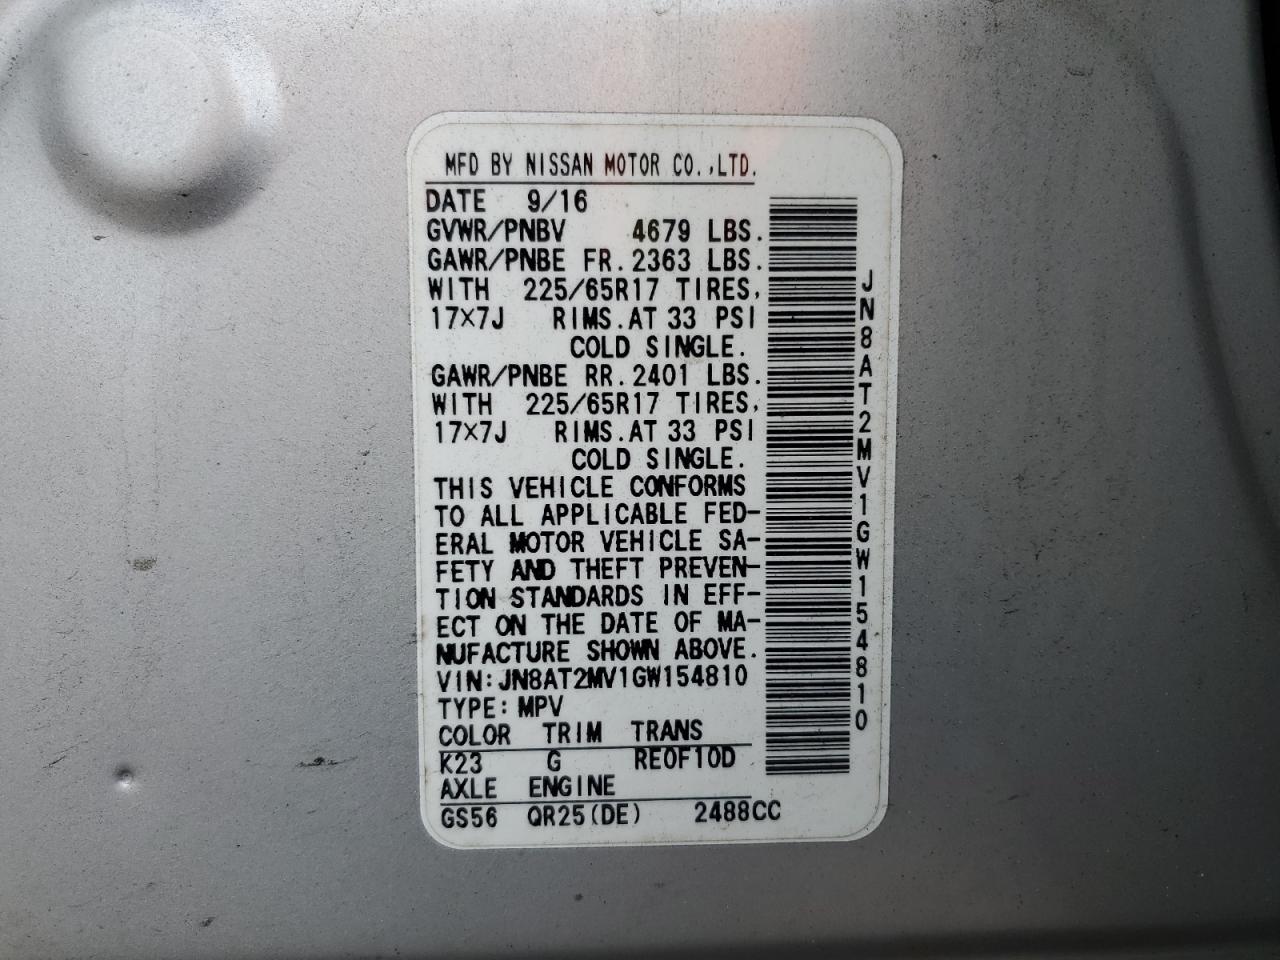 MFD BY NISSAN MOTOR CO.,LTD.
DATE 9/16
GVWR/PNBV 4679 LBS.
GAWR/PNBE FR.2363 LBS.
WITH 225/65R17 TIRES,
17×7J RIMS.AT 33 PSI
COLD SINGLE.
GAWR/PNBE RR.2401 LBS.
WITH 225/65R17 TIRES,
17×7J RIMS.AT 33 PSI
COLD SINGLE.
THIS VEHICLE CONFORMS
TO ALL APPLICABLE FED-
ERAL MOTOR VEHICLE SA-
FETY AND THEFT PREVEN-
TION STANDARDS IN EFF-
ECT ON THE DATE OF MA-
NUFACTURE SHOWN ABOVE.
VIN:JN8AT2MV1GW154810
TYPE:MPV
COLOR TRIM TRANS
K23 G RE0F10D
AXLE ENGINE
GS56 QR25(DE) 2488CC
JN8AT2MV1GW154810